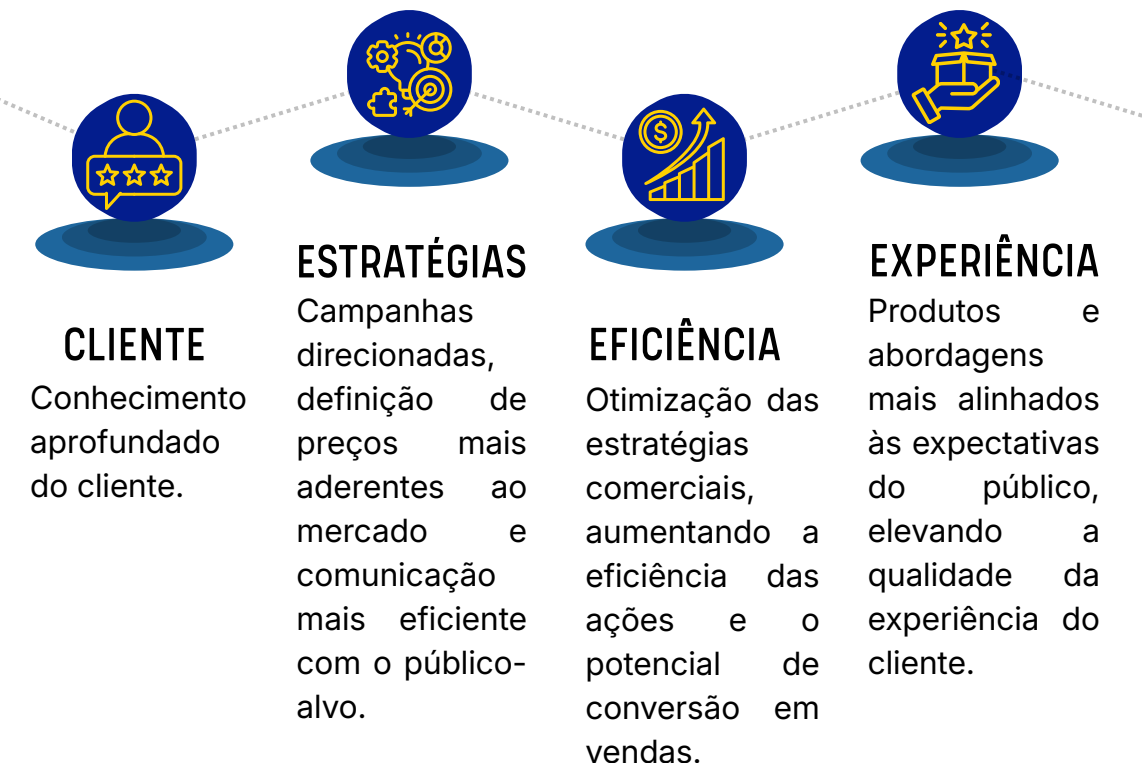 CLIENTE
Conhecimento
aprofundado
do cliente.
ESTRATÉGIAS
Campanhas
direcionadas,
definição de
preços mais
aderentes ao
mercado e
comunicação
mais eficiente
com o público-
alvo.
EFICIÊNCIA
Otimização das
estratégias
comerciais,
aumentando a
eficiência das
ações e o
potencial de
conversão em
vendas.
EXPERIÊNCIA
Produtos e
abordagens
mais alinhados
às expectativas
do público,
elevando a
qualidade da
experiência do
cliente.